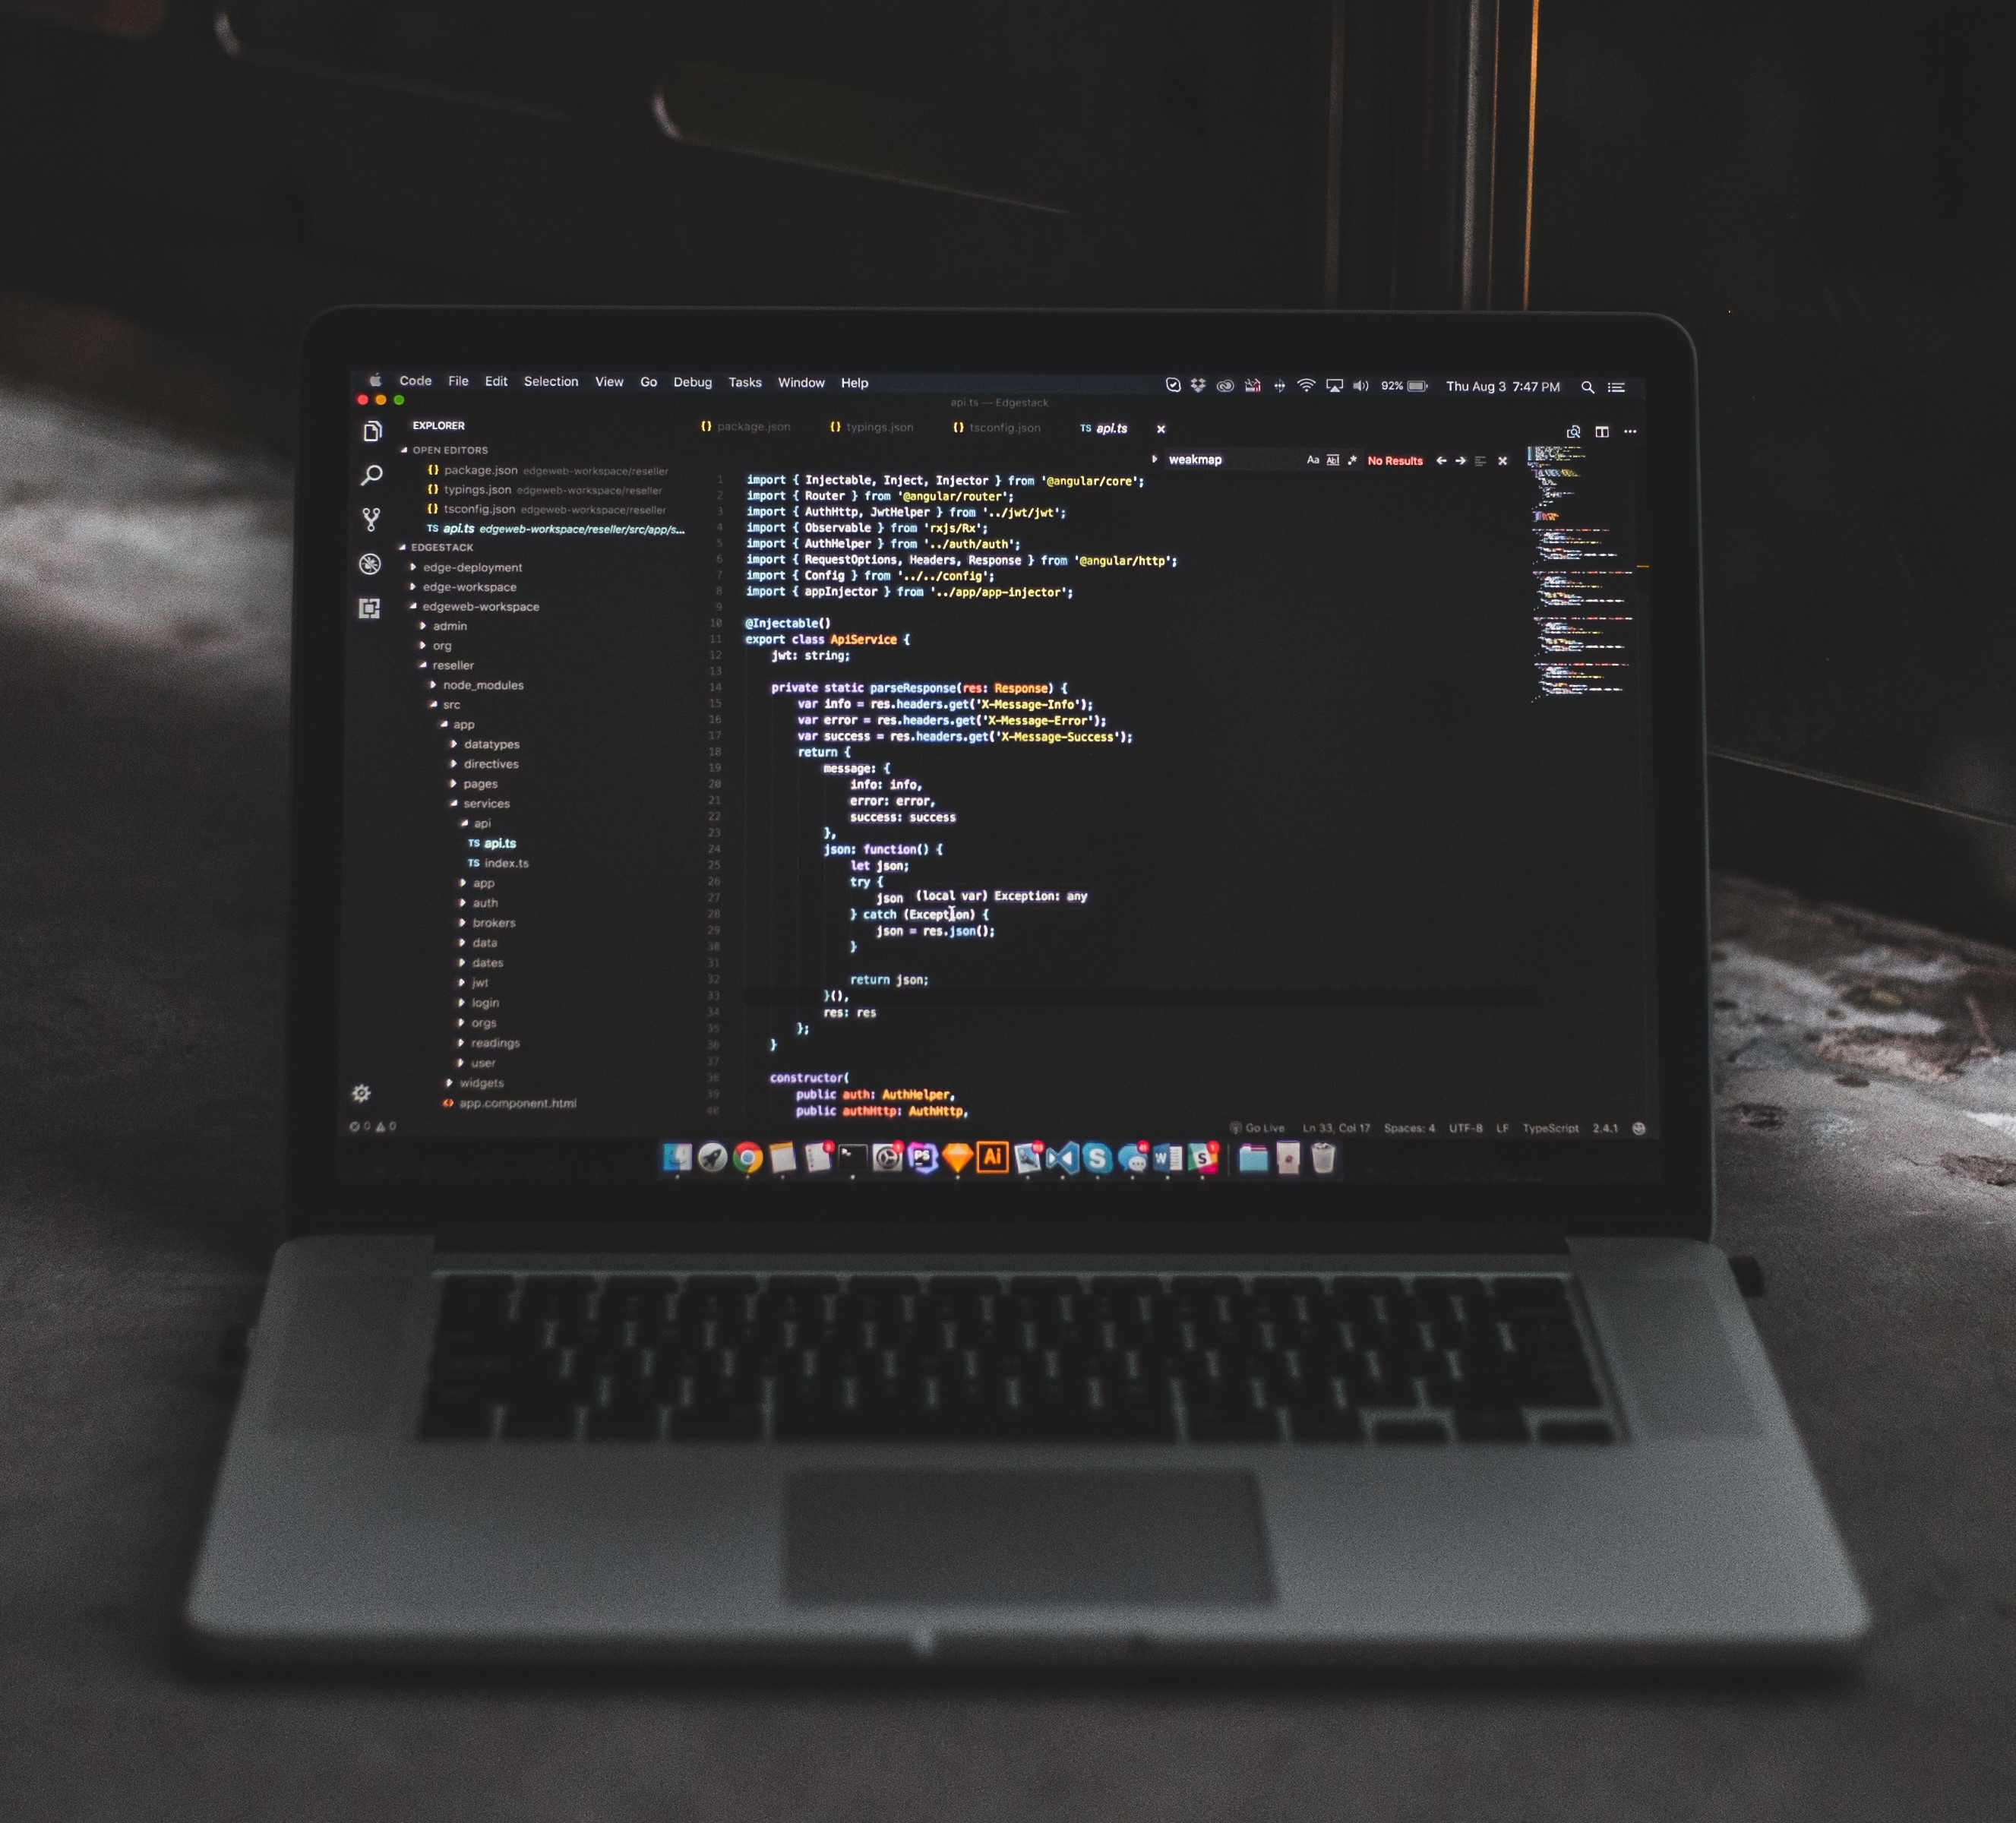 Code File Edit Selection View Go Debug Tasks Window Help
92% Thu Aug 3 7:47 PM
api.ts — Edgestack
EXPLORER
OPEN EDITORS
{} package.json edgeweb-workspace/reseller
{} typings.json edgeweb-workspace/reseller
{} tsconfig.json edgeweb-workspace/reseller
TS api.ts edgeweb-workspace/reseller/src/app/s...
EDGESTACK
edge-deployment
edge-workspace
edgeweb-workspace
admin
org
reseller
node_modules
src
app
datatypes
directives
pages
services
api
TS api.ts
TS index.ts
app
auth
brokers
data
dates
jwt
login
orgs
readings
user
widgets
app.component.html
{} package.json {} typings.json {} tsconfig.json TS api.ts
weakmap Aa Abl .* No Results
1 import { Injectable, Inject, Injector } from '@angular/core';
2 import { Router } from '@angular/router';
3 import { AuthHttp, JwtHelper } from '../jwt/jwt';
4 import { Observable } from 'rxjs/Rx';
5 import { AuthHelper } from '../auth/auth';
6 import { RequestOptions, Headers, Response } from '@angular/http';
7 import { Config } from '../../config';
8 import { appInjector } from '../app/app-injector';
9
10 @Injectable()
11 export class ApiService {
12 jwt: string;
13
14 private static parseResponse(res: Response) {
15 var info = res.headers.get('X-Message-Info');
16 var error = res.headers.get('X-Message-Error');
17 var success = res.headers.get('X-Message-Success');
18 return {
19 message: {
20 info: info,
21 error: error,
22 success: success
23 },
24 json: function() {
25 let json;
26 try {
27 json (local var) Exception: any
28 } catch (Exception) {
29 json = res.json();
30 }
31
32 return json;
33 }(),
34 res: res
35 };
36 }
37
38 constructor(
39 public auth: AuthHelper,
40 public authHttp: AuthHttp,
0 0
Go Live Ln 33, Col 17 Spaces: 4 UTF-8 LF TypeScript 2.4.1
PS Ai S W S